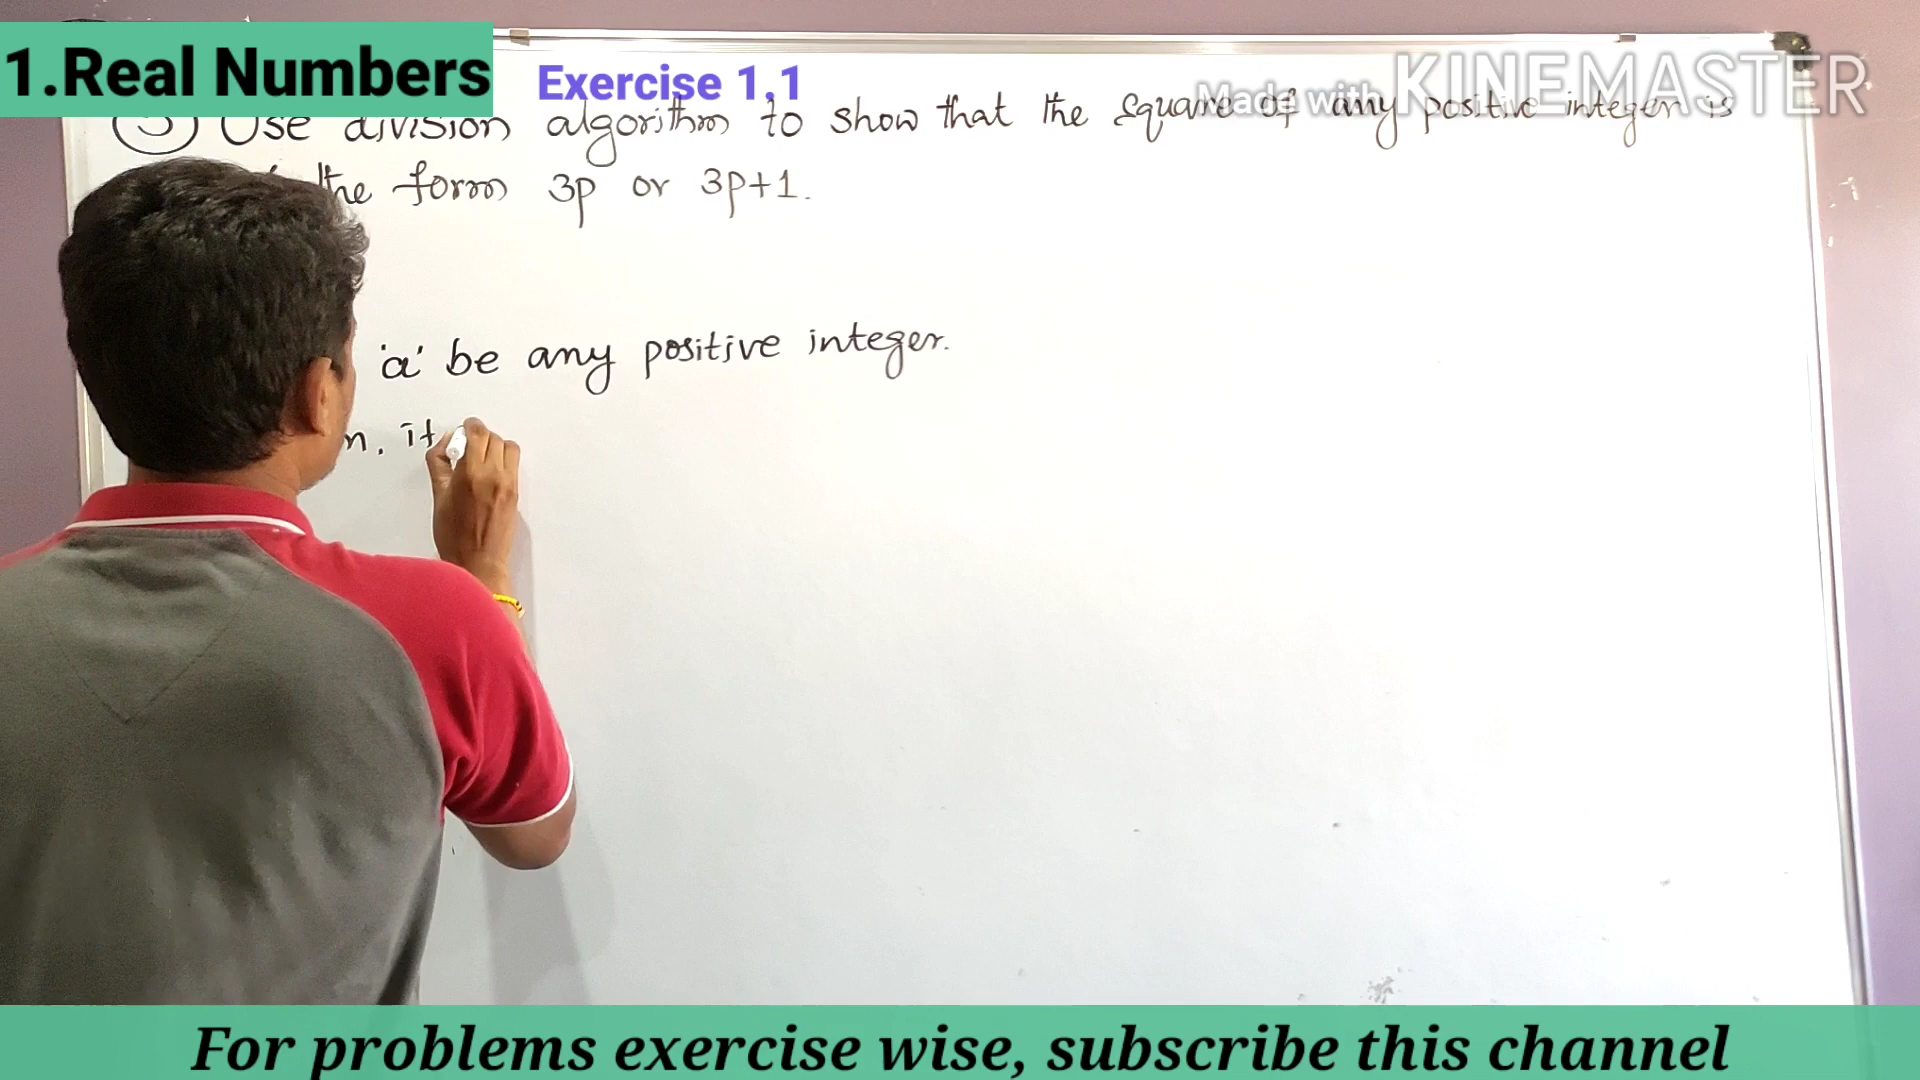 1.Real Numbers
Exercise 1.1
Made with KINEMASTER
③ Use division algorithm to show that the square of any positive integer is
the form 3p or 3p+1.
'a' be any positive integer.
n. it
For problems exercise wise, subscribe this channel